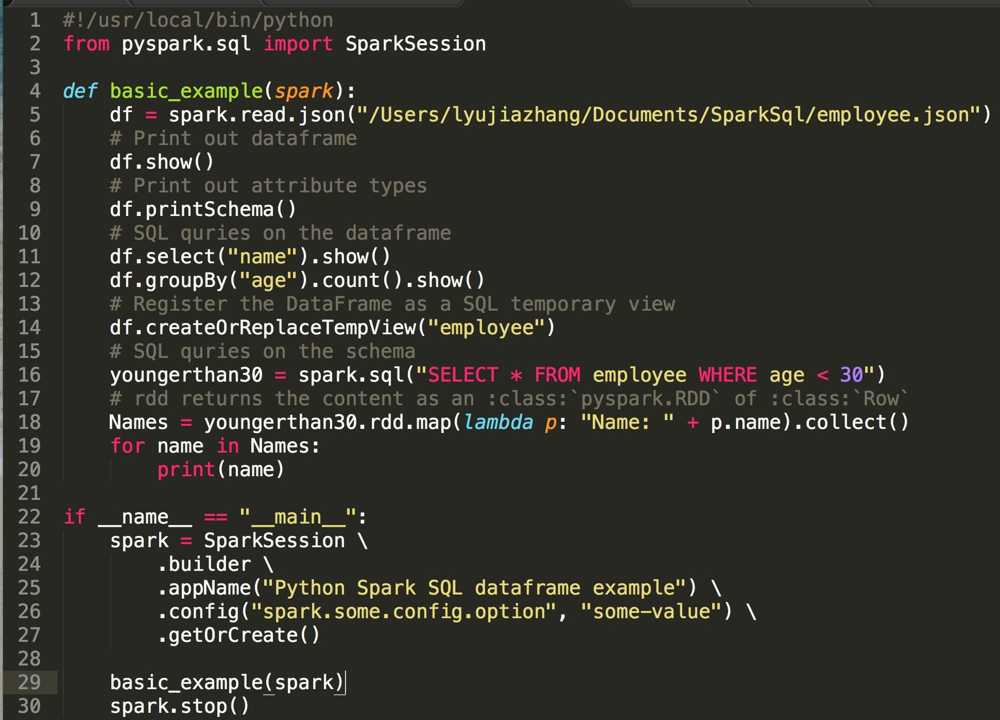 1 #!/usr/local/bin/python
2 from pyspark.sql import SparkSession
3
4 def basic_example(spark):
5     df = spark.read.json("/Users/lyujiazhang/Documents/SparkSql/employee.json")
6     # Print out dataframe
7     df.show()
8     # Print out attribute types
9     df.printSchema()
10     # SQL quries on the dataframe
11     df.select("name").show()
12     df.groupBy("age").count().show()
13     # Register the DataFrame as a SQL temporary view
14     df.createOrReplaceTempView("employee")
15     # SQL quries on the schema
16     youngerthan30 = spark.sql("SELECT * FROM employee WHERE age < 30")
17     # rdd returns the content as an :class:`pyspark.RDD` of :class:`Row`
18     Names = youngerthan30.rdd.map(lambda p: "Name: " + p.name).collect()
19     for name in Names:
20         print(name)
21
22 if __name__ == "__main__":
23     spark = SparkSession \
24         .builder \
25         .appName("Python Spark SQL dataframe example") \
26         .config("spark.some.config.option", "some-value") \
27         .getOrCreate()
28
29     basic_example(spark)
30     spark.stop()